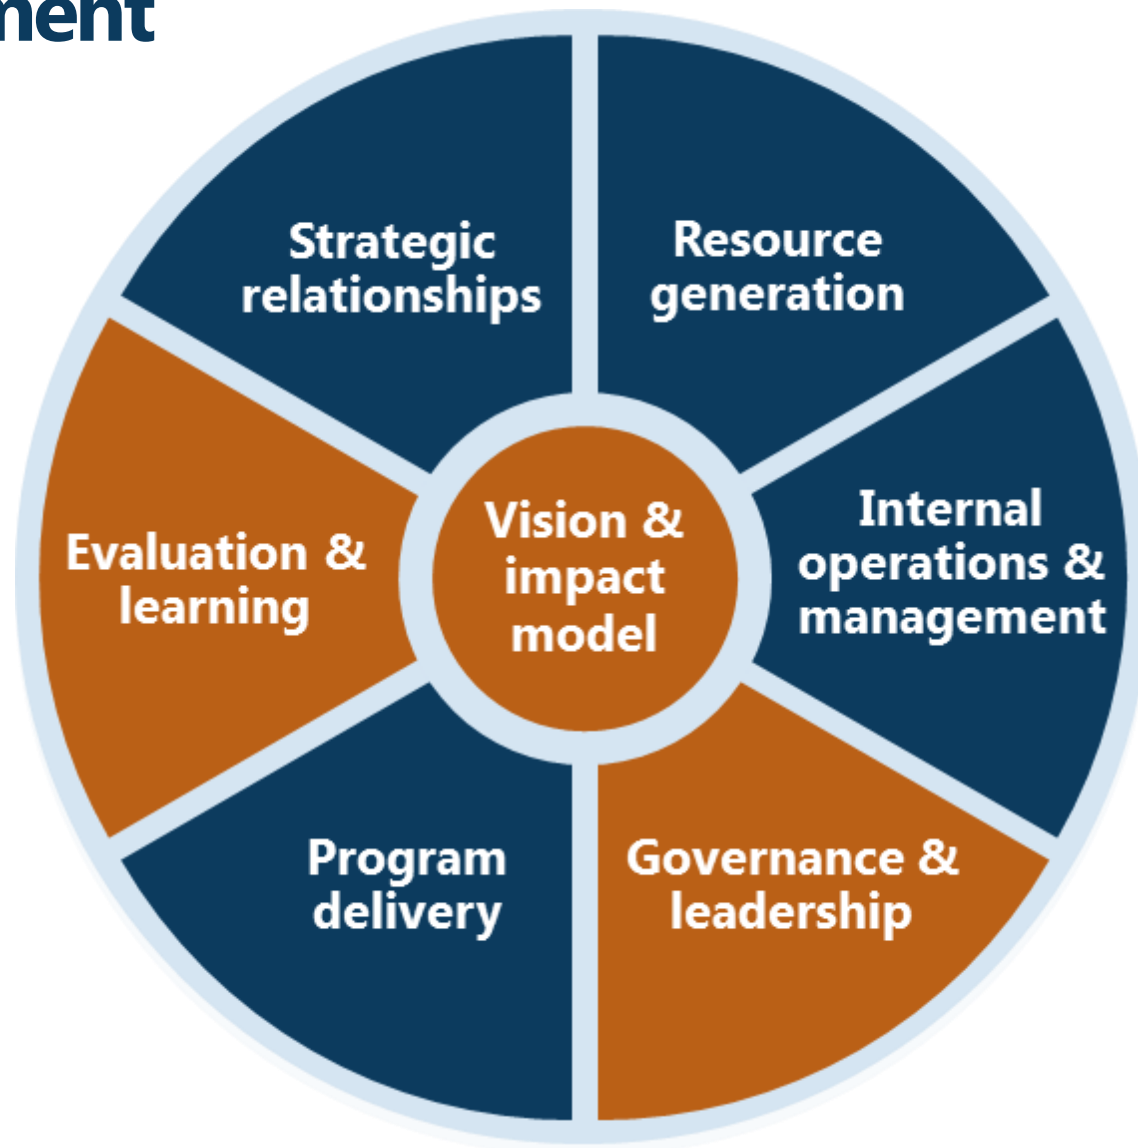 ment
Strategic
relationships
Resource
generation
Internal
operations &
management
Governance &
leadership
Program
delivery
Evaluation &
learning
Vision &
impact
model